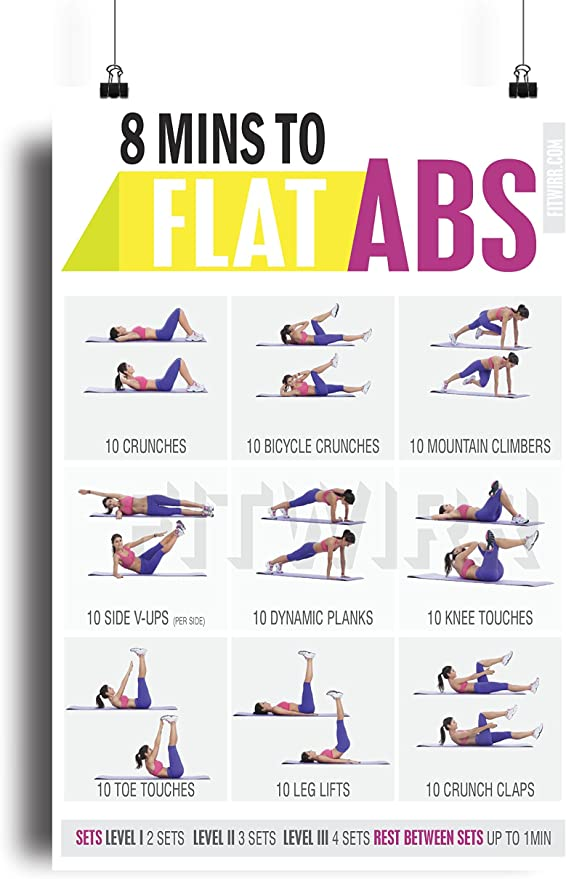 8 MINS TO
FLAT ABS
FITWIRR.COM
10 CRUNCHES
10 BICYCLE CRUNCHES
10 MOUNTAIN CLIMBERS
FITWIRR
10 SIDE V-UPS (PER SIDE)
10 DYNAMIC PLANKS
10 KNEE TOUCHES
10 TOE TOUCHES
10 LEG LIFTS
10 CRUNCH CLAPS
SETS LEVEL I 2 SETS LEVEL II 3 SETS LEVEL III 4 SETS REST BETWEEN SETS UP TO 1MIN